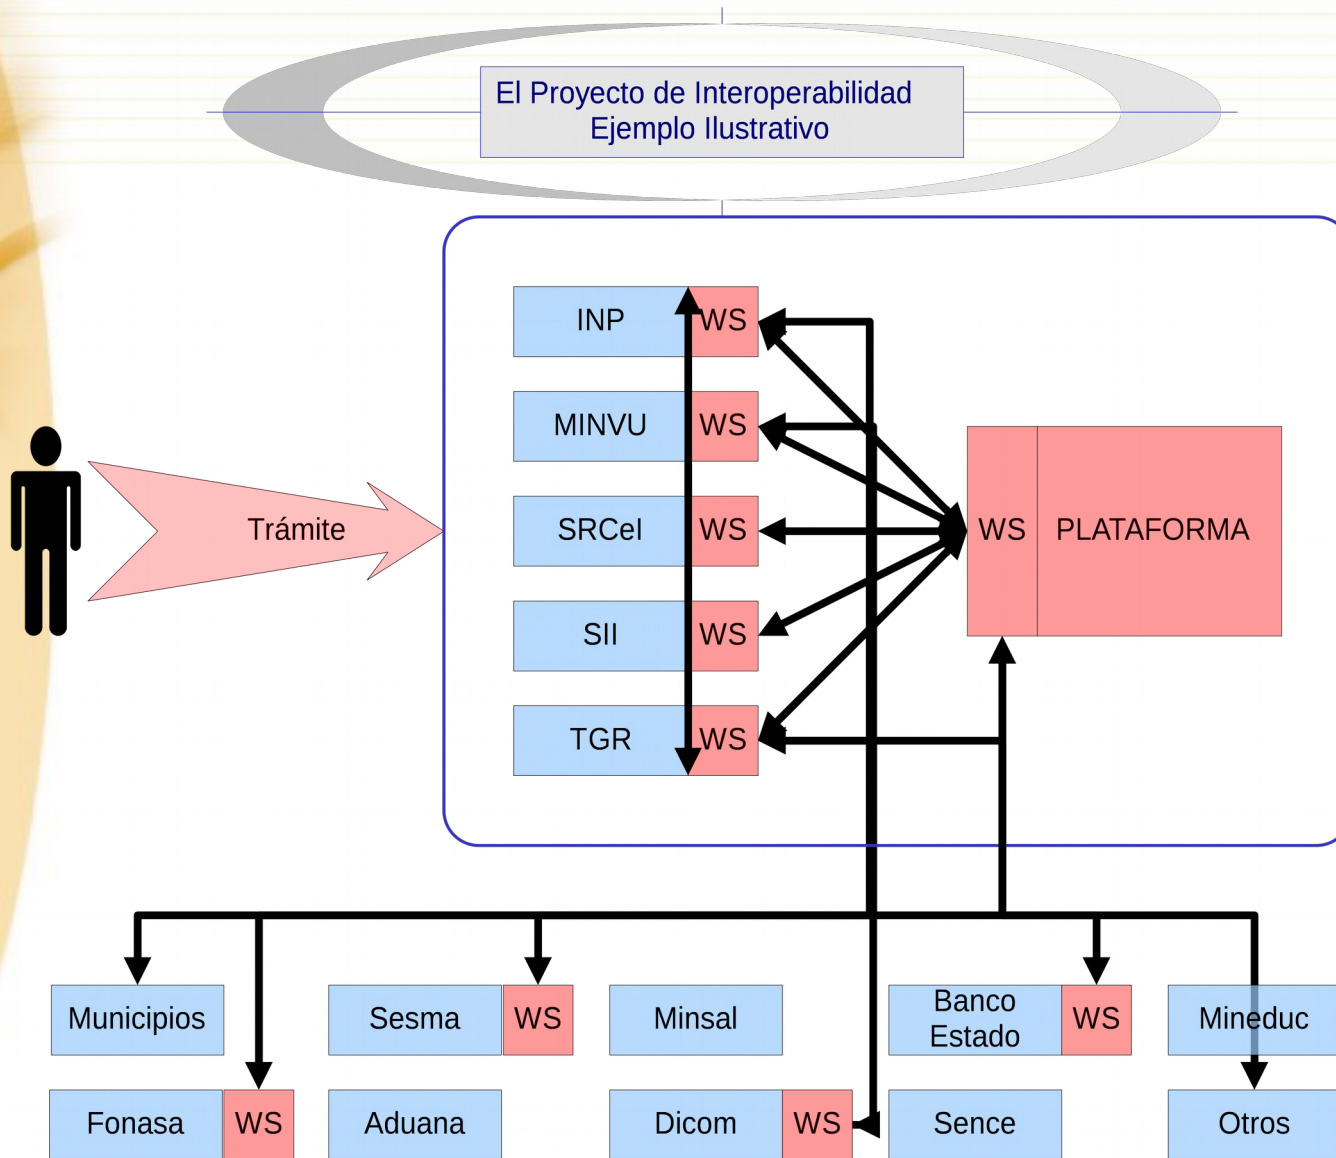 El Proyecto de Interoperabilidad
Ejemplo Ilustrativo
INP WS
MINVU WS
SRCeI WS
SII WS
TGR WS
Trámite
WS PLATAFORMA
Municipios
Sesma WS
Minsal
Banco
Estado
WS
Mineduc
Fonasa WS
Aduana
Dicom WS
Sence
Otros